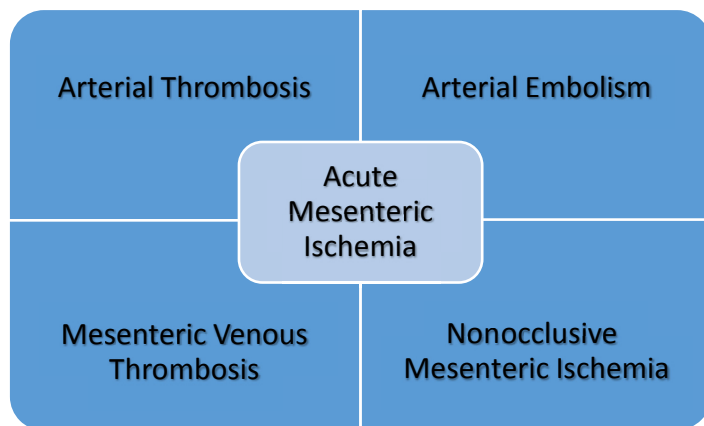 Arterial Thrombosis
Arterial Embolism
Acute
Mesenteric
Ischemia
Mesenteric Venous
Thrombosis
Nonocclusive
Mesenteric Ischemia